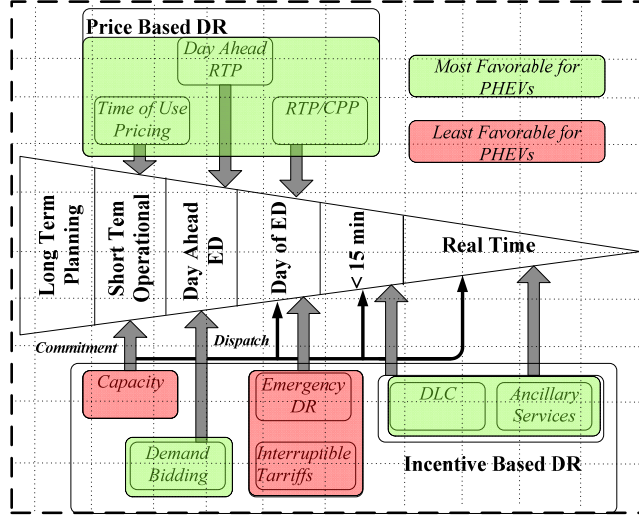 Price Based DR
Day Ahead
RTP
Time of Use
Pricing
RTP/CPP
Most Favorable for
PHEVs
Least Favorable for
PHEVs
Long Term
Planning
Short Tem
Operational
Day Ahead
ED
Day of ED
< 15 min
Real Time
Commitment
Dispatch
Capacity
Emergency
DR
DLC
Ancillary
Services
Demand
Bidding
Interruptible
Tarriffs
Incentive Based DR